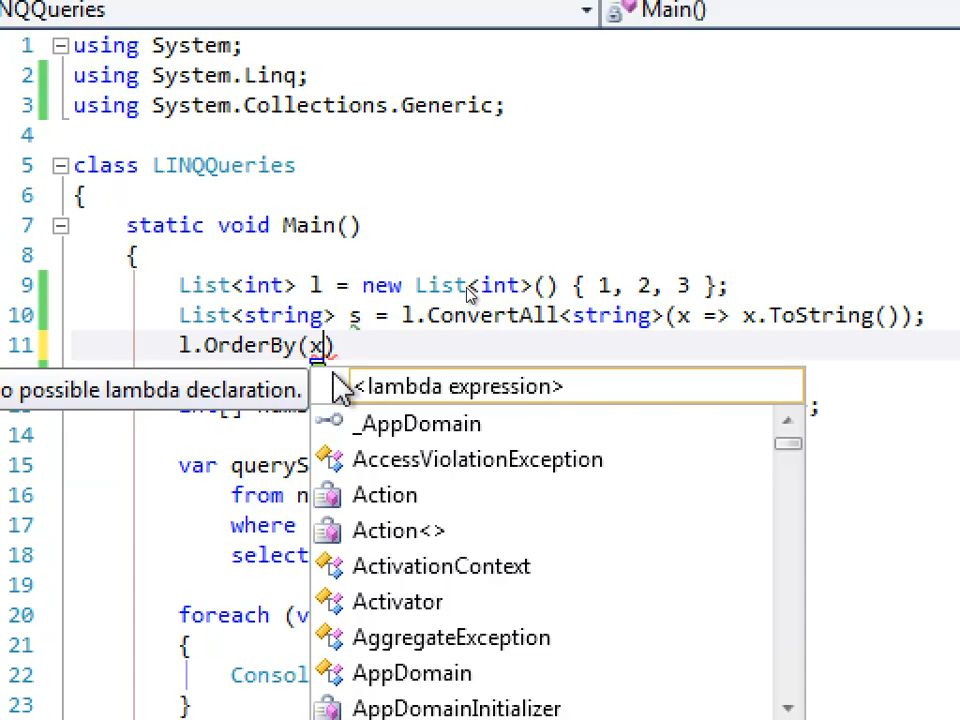 NQQueries Main()
1 using System;
2 using System.Linq;
3 using System.Collections.Generic;
4
5 class LINQQueries
6 {
7 static void Main()
8 {
9 List<int> l = new List<int>() { 1, 2, 3 };
10 List<string> s = l.ConvertAll<string>(x => x.ToString());
11 l.OrderBy(x)
o possible lambda declaration. <lambda expression>
_AppDomain
14
AccessViolationException
15 var queryS
16 from n Action
17 where Action<>
18 select ActivationContext
19
Activator
20 foreach (v
21 { AggregateException
22 Consol AppDomain
23 } AppDomainInitializer